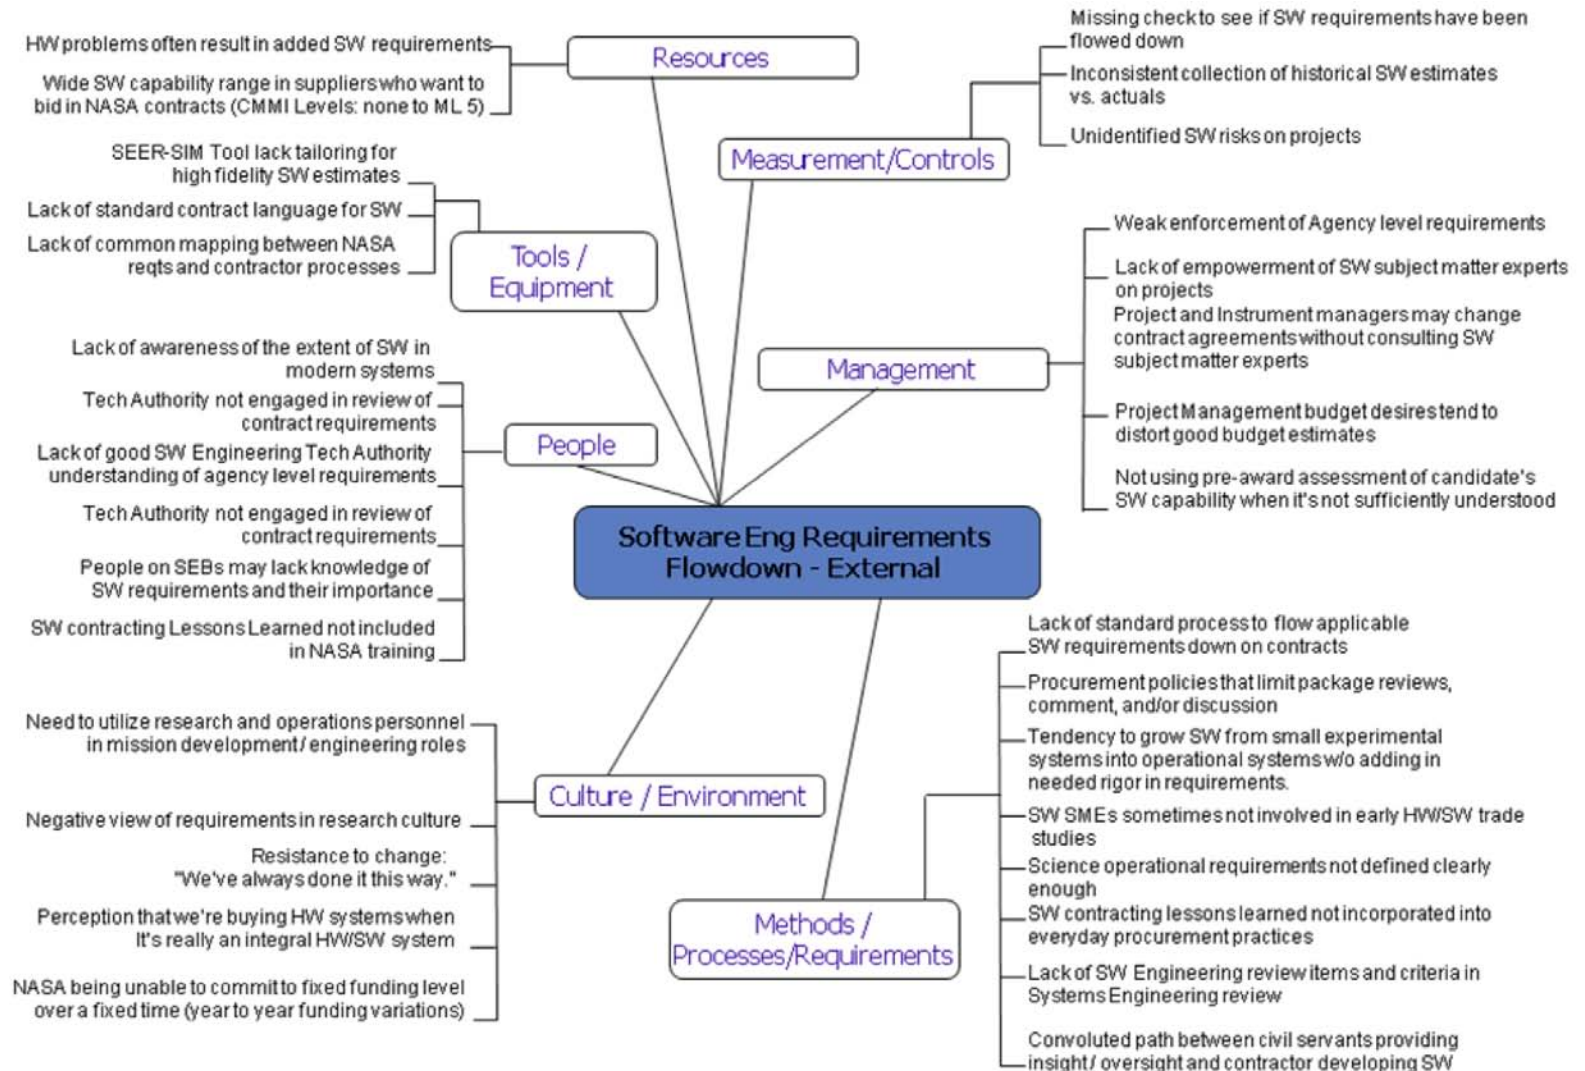 HW problems often result in added SW requirements
Wide SW capability range in suppliers who want to
bid in NASA contracts (CMMI Levels: none to ML 5)
Resources
Missing check to see if SW requirements have been
flowed down
Inconsistent collection of historical SW estimates
vs. actuals
Unidentified SW risks on projects
Measurement/Controls
SEER-SIM Tool lack tailoring for
high fidelity SW estimates
Lack of standard contract language for SW
Lack of common mapping between NASA
reqts and contractor processes
Tools /
Equipment
Weak enforcement of Agency level requirements
Lack of empowerment of SW subject matter experts
on projects
Project and Instrument managers may change
contract agreements without consulting SW
subject matter experts
Project Management budget desires tend to
distort good budget estimates
Not using pre-award assessment of candidate's
SW capability when it's not sufficiently understood
Management
Lack of awareness of the extent of SW in
modern systems
Tech Authority not engaged in review of
contract requirements
Lack of good SW Engineering Tech Authority
understanding of agency level requirements
Tech Authority not engaged in review of
contract requirements
People on SEBs may lack knowledge of
SW requirements and their importance
SW contracting Lessons Learned not included
in NASA training
People
Software Eng Requirements
Flowdown - External
Need to utilize research and operations personnel
in mission development / engineering roles
Negative view of requirements in research culture
Resistance to change:
"We've always done it this way."
Perception that we're buying HW systems when
It's really an integral HW/SW system
NASA being unable to commit to fixed funding level
over a fixed time (year to year funding variations)
Culture / Environment
Methods /
Processes/Requirements
Lack of standard process to flow applicable
SW requirements down on contracts
Procurement policies that limit package reviews,
comment, and/or discussion
Tendency to grow SW from small experimental
systems into operational systems w/o adding in
needed rigor in requirements.
SW SMEs sometimes not involved in early HW/SW trade
studies
Science operational requirements not defined clearly
enough
SW contracting lessons learned not incorporated into
everyday procurement practices
Lack of SW Engineering review items and criteria in
Systems Engineering review
Convoluted path between civil servants providing
insight / oversight and contractor developing SW